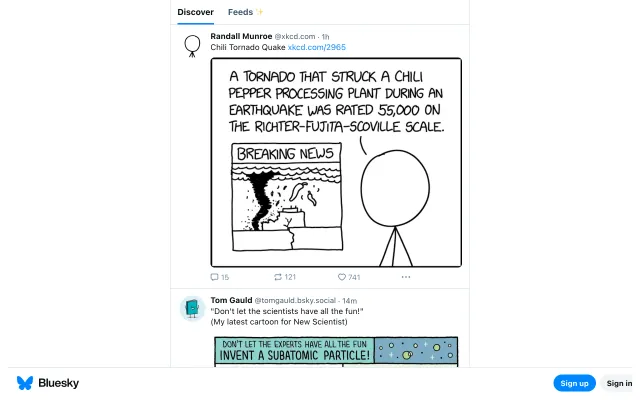 Discover
Feeds ✨
Randall Munroe @xkcd.com · 1h
Chili Tornado Quake xkcd.com/2965
A TORNADO THAT STRUCK A CHILI
PEPPER PROCESSING PLANT DURING AN
EARTHQUAKE WAS RATED 55,000 ON
THE RICHTER-FUJITA-SCOVILLE SCALE.
BREAKING NEWS
15
121
741
Tom Gauld @tomgauld.bsky.social · 14m
"Don't let the scientists have all the fun!"
(My latest cartoon for New Scientist)
DON'T LET THE EXPERTS HAVE ALL THE FUN
INVENT A SUBATOMIC PARTICLE!
Bluesky
Sign up
Sign in